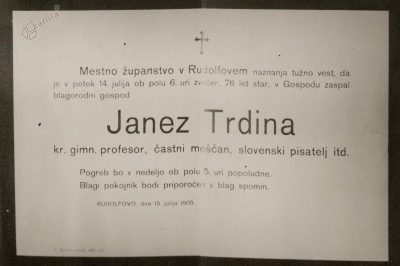 Kamra
Mestno županstvo v Rudolfovem naznanja tužno vest, da
je v petek 14. julija ob polu 6. uri zvečer, 76 let star, v Gospodu zaspal
blagorodni gospod
Janez Trdina
kr. gimn. profesor, častni meščan, slovenski pisatelj itd.
Pogreb bo v nedeljo ob polu 5. uri popoludne.
Blagi pokojnik bodi priporočen v blag spomin.
RUDOLFOVO, dné 15. julija 1905.